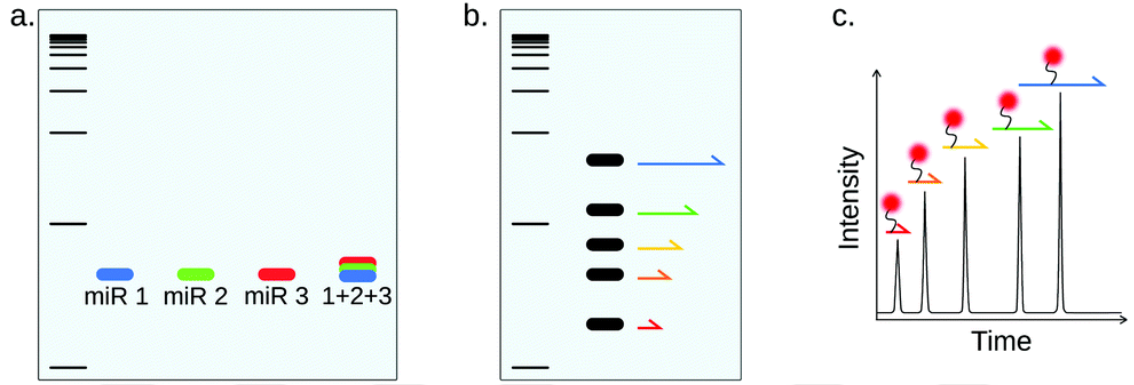 a.
miR 1 miR 2 miR 3 1+2+3
b.
c.
Intensity
Time